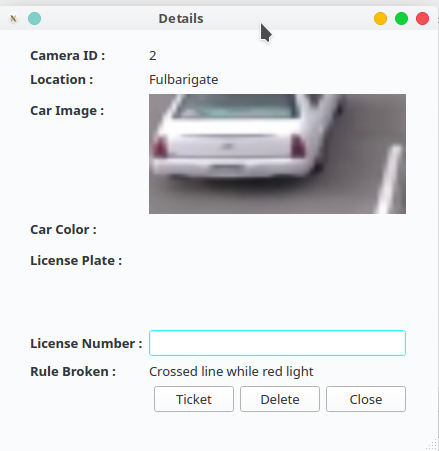 Details
Camera ID : 2
Location : Fulbarigate
Car Image :
Car Color :
License Plate :
License Number :
Rule Broken : Crossed line while red light
Ticket Delete Close